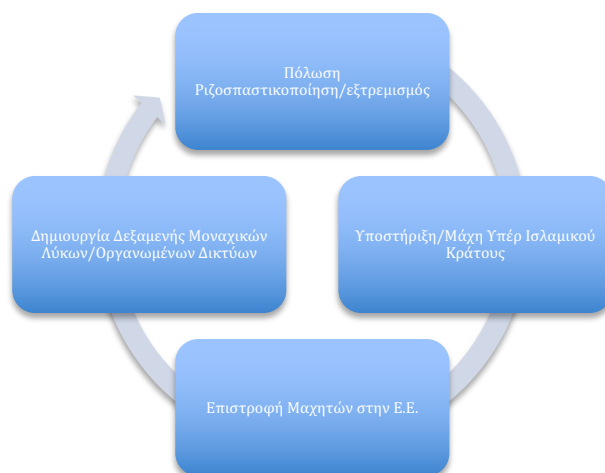 Πόλωση
Ριζοσπαστικοποίηση/εξτρεμισμός
Υποστήριξη/Μάχη Υπέρ Ισλαμικού
Κράτους
Επιστροφή Μαχητών στην Ε.Ε.
Δημιουργία Δεξαμενής Μοναχικών
Λύκων/Οργανωμένων Δικτύων